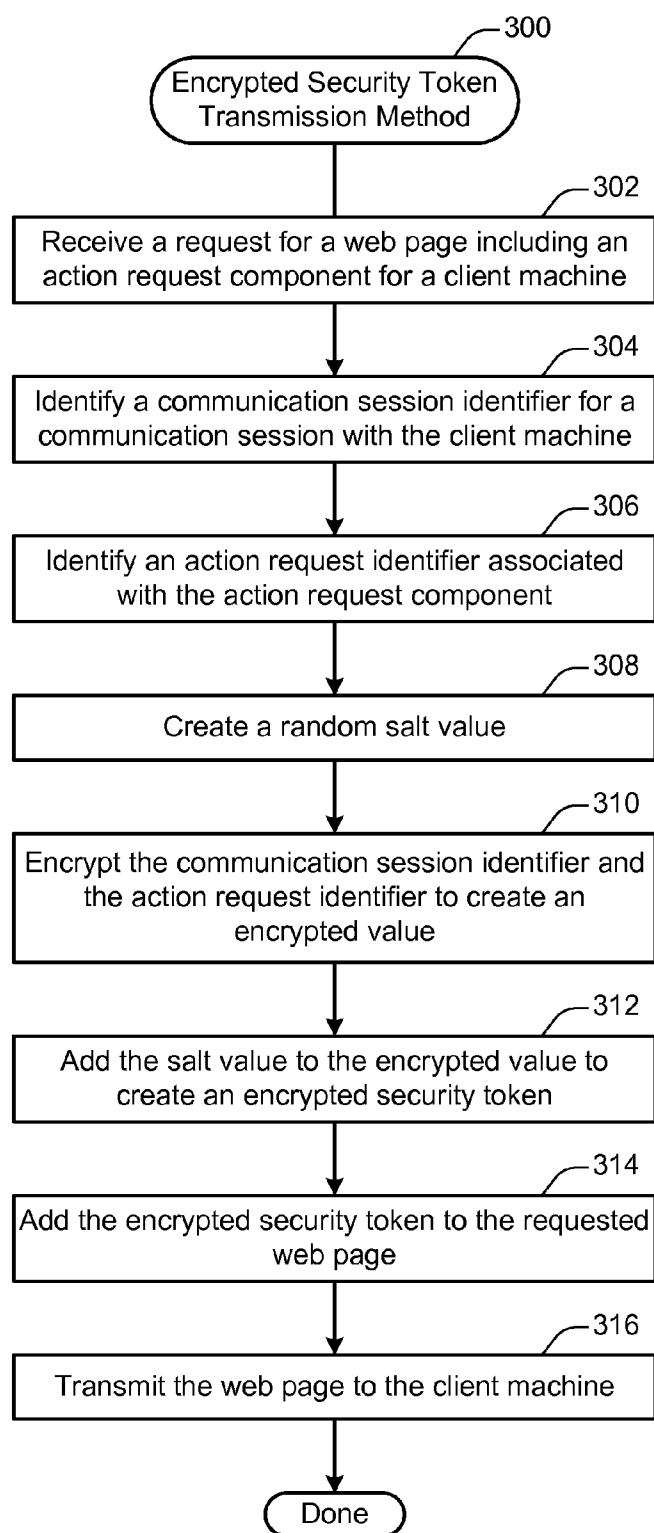 300
Encrypted Security Token
Transmission Method
302
Receive a request for a web page including an
action request component for a client machine
304
Identify a communication session identifier for a
communication session with the client machine
306
Identify an action request identifier associated
with the action request component
308
Create a random salt value
310
Encrypt the communication session identifier and
the action request identifier to create an
encrypted value
312
Add the salt value to the encrypted value to
create an encrypted security token
314
Add the encrypted security token to the requested
web page
316
Transmit the web page to the client machine
Done